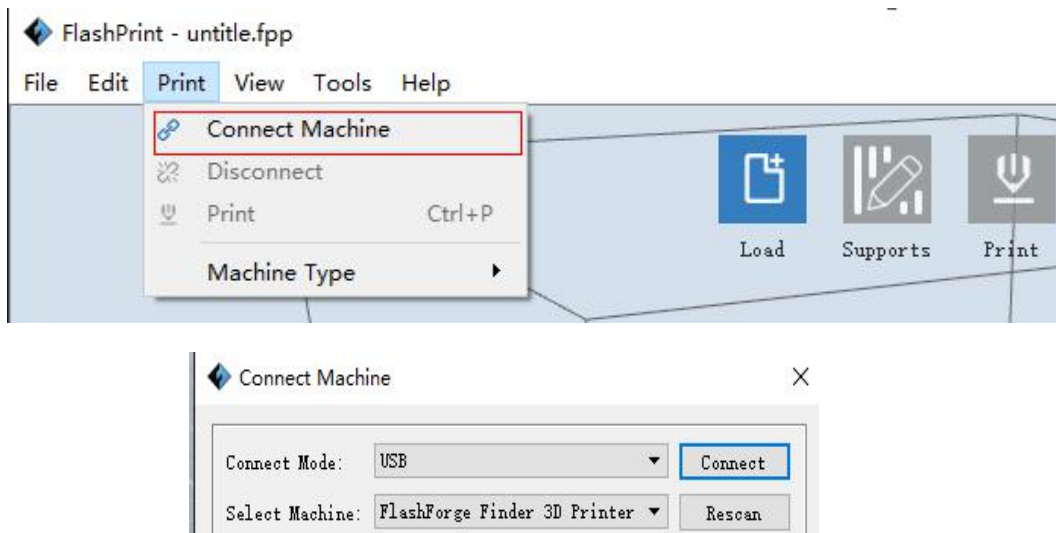 FlashPrint - untitle.fpp
File Edit Print View Tools Help
Connect Machine
Disconnect
Print Ctrl+P
Machine Type
Load Supports Print
Connect Machine
Connect Mode: USB Connect
Select Machine: FlashForge Finder 3D Printer Rescan